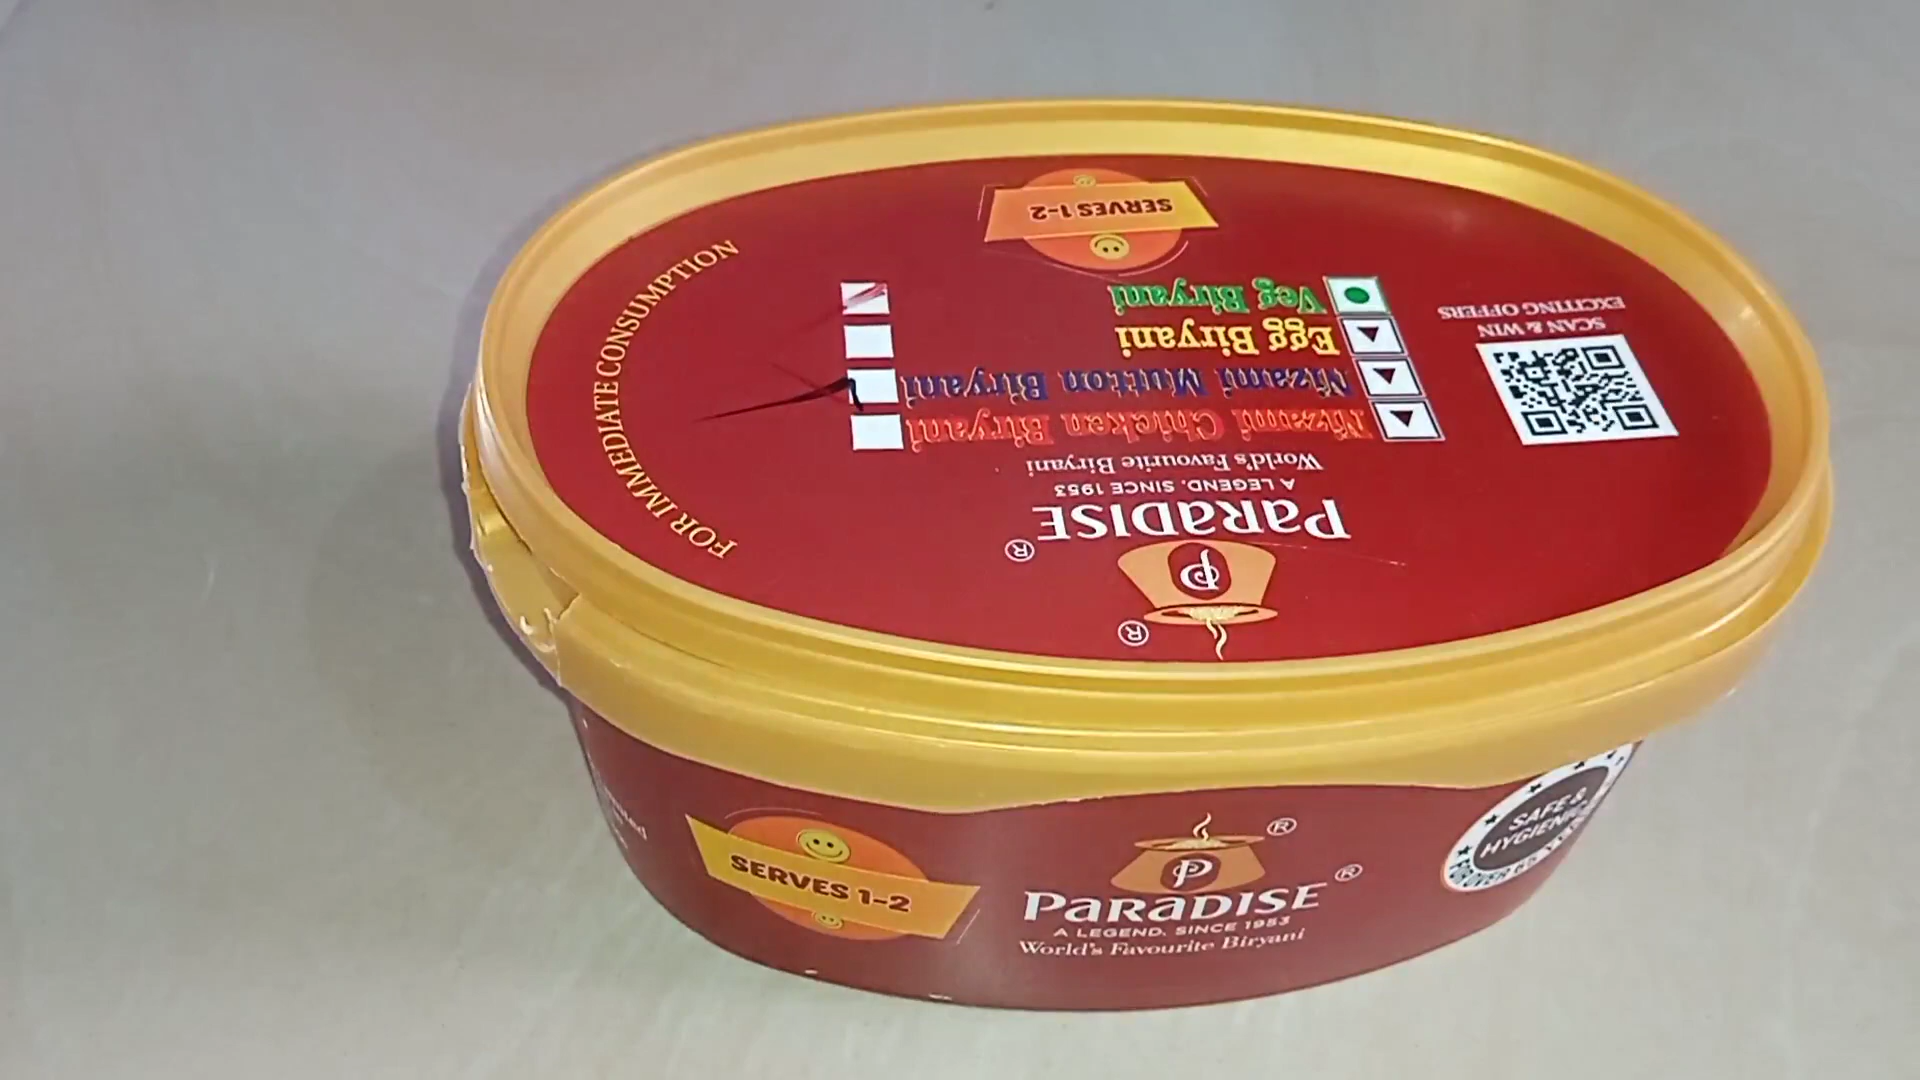 FOR IMMEDIATE CONSUMPTION
PARADISE
A LEGEND. SINCE 1953
World's Favourite Biryani
Nizami Chicken Biryani
Nizami Mutton Biryani
Egg Biryani
Veg Biryani
SERVES 1-2
SCAN & WIN
EXCITING OFFERS
SERVES 1-2
P
PARADISE
A LEGEND. SINCE 1953
World's Favourite Biryani
SAFE &
HYGIENIC